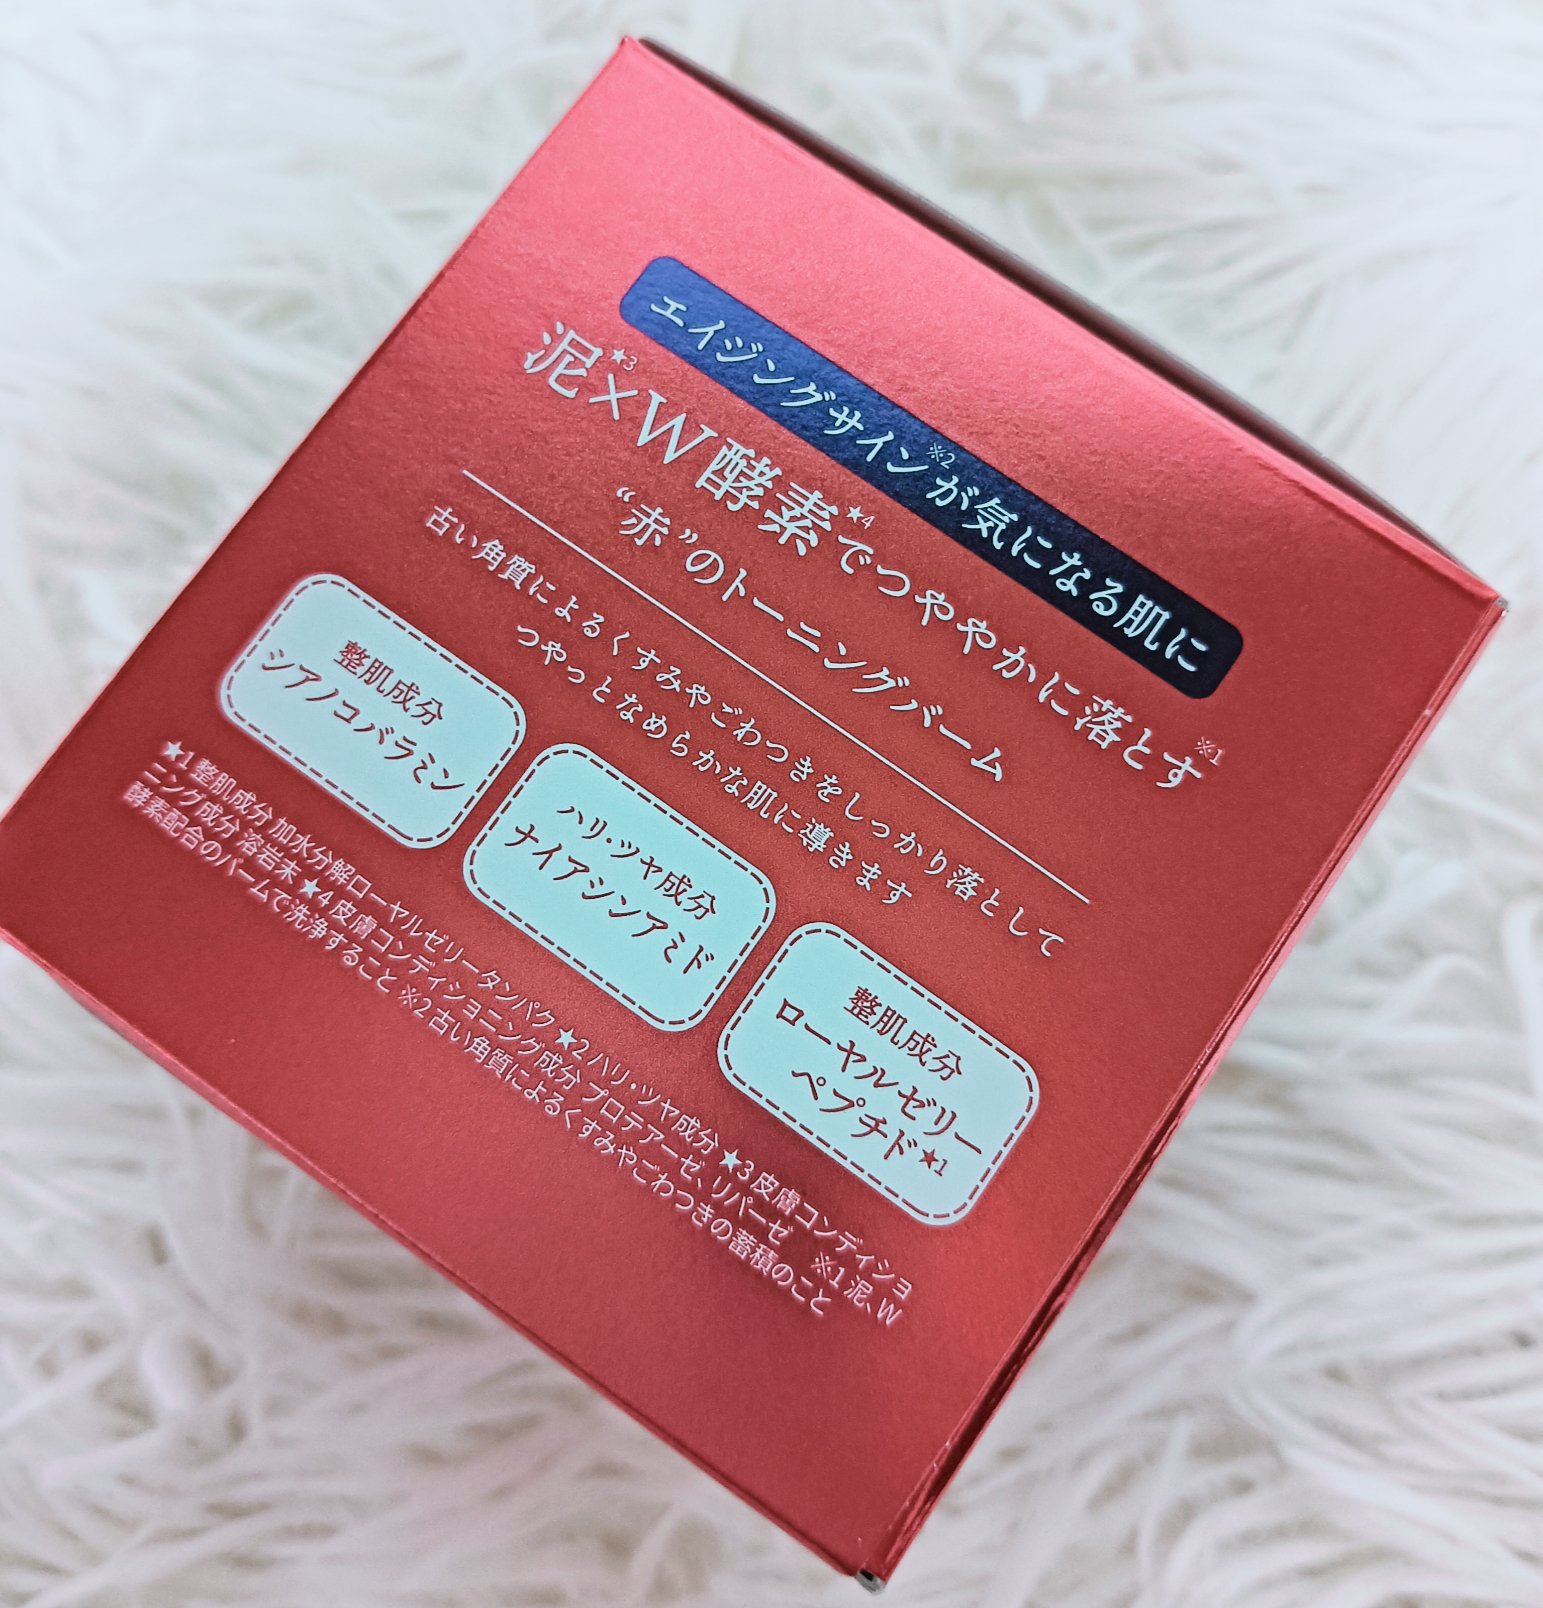 エイジングサイン※2が気になる肌に
泥★3×W酵素★4でつややかに落とす※1
“赤”のトーニングバーム
古い角質によるくすみやごわつきをしっかり落として
つやっとなめらかな肌に導きます
整肌成分
シアノコバラミン
ハリ・ツヤ成分
ナイアシンアミド
整肌成分
ローヤルゼリー
ペプチド★1
★1 整肌成分 加水分解ローヤルゼリータンパク ★2 ハリ・ツヤ成分 ★3 皮膚コンディショ
ニング成分 溶岩末 ★4 皮膚コンディショニング成分 プロテアーゼ、リパーゼ ※1 泥、W
酵素配合のバームで洗浄すること ※2 古い角質によるくすみやごわつきの蓄積のこと